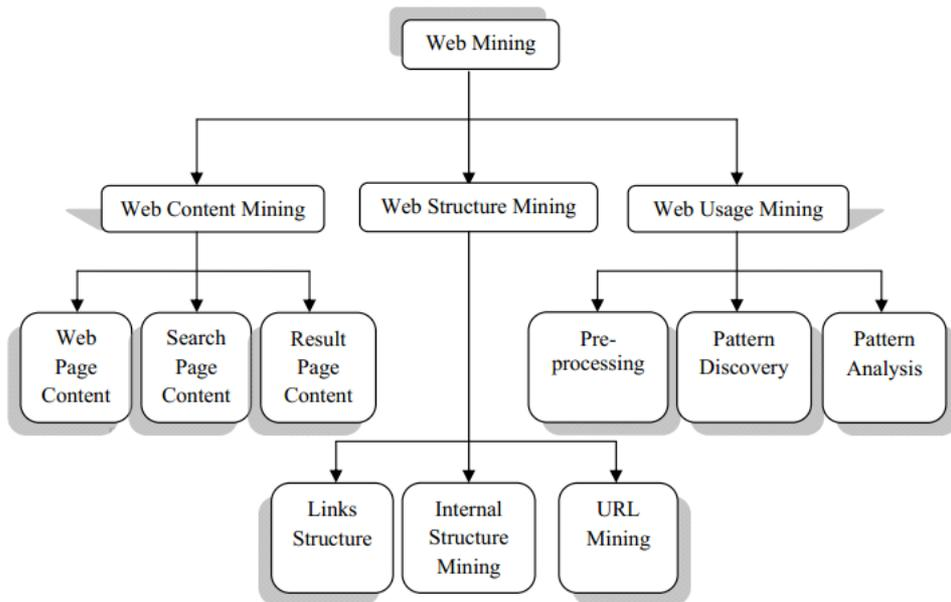 Web Mining
Web Content Mining
Web Structure Mining
Web Usage Mining
Web
Page
Content
Search
Page
Content
Result
Page
Content
Pre-
processing
Pattern
Discovery
Pattern
Analysis
Links
Structure
Internal
Structure
Mining
URL
Mining